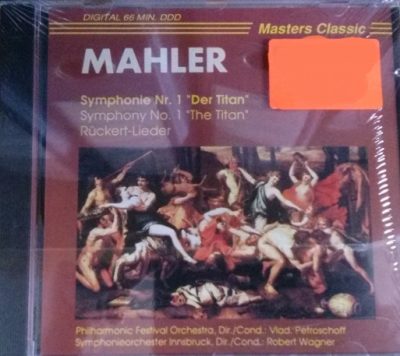 DIGITAL 66 MIN. DDD
Masters Classic
MAHLER
Symphonie Nr. 1 "Der Titan"
Symphony No. 1 "The Titan"
Rückert-Lieder
Philharmonic Festival Orchestra, Dir./Cond.: Vlad. Petroschoff
Symphonieorchester Innsbruck, Dir./Cond.: Robert Wagner